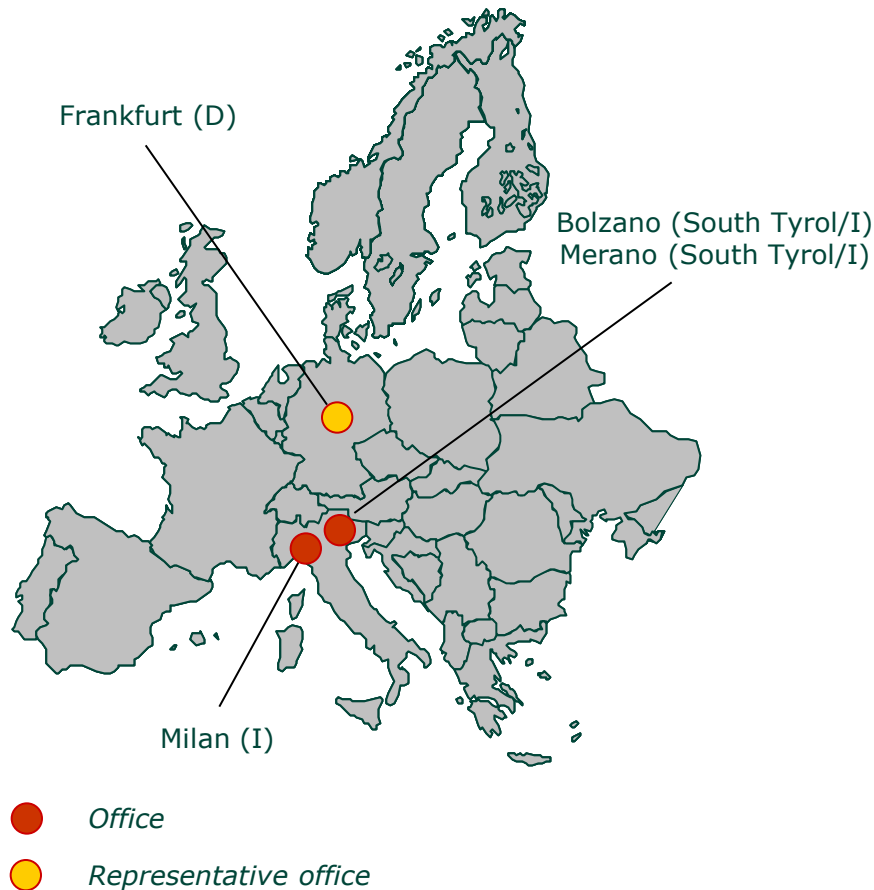 Frankfurt (D)
Bolzano (South Tyrol/I)
Merano (South Tyrol/I)
Milan (I)
Office
Representative office